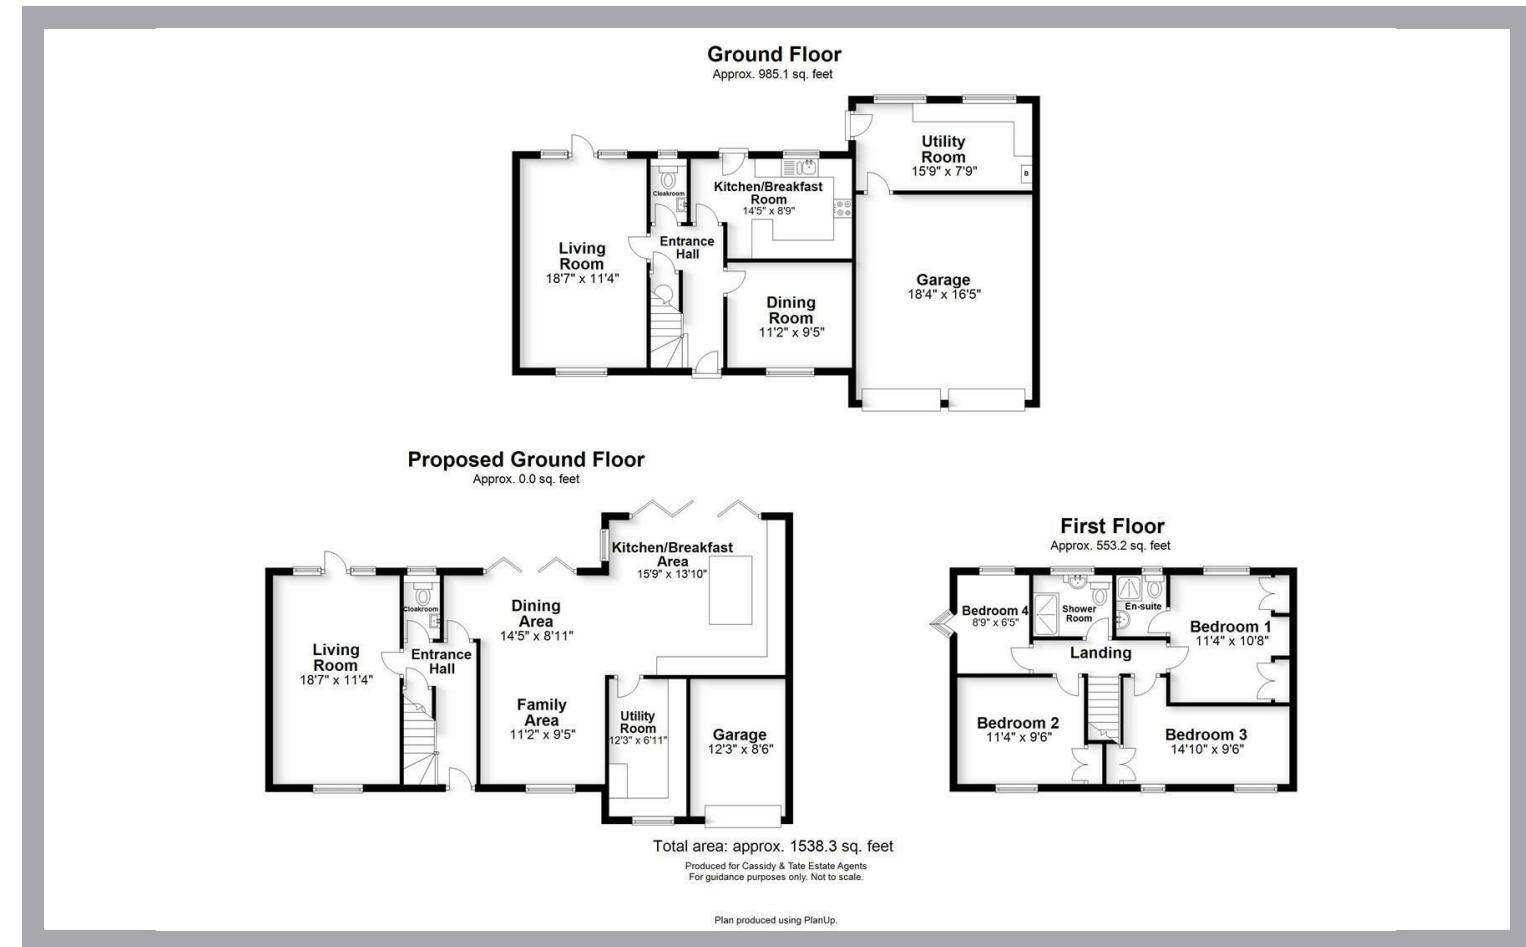 Ground Floor
Approx. 985.1 sq. feet
Utility
Room
15'9" x 7'9"
B
Cloakroom
Kitchen/Breakfast
Room
14'5" x 8'9"
Living
Room
18'7" x 11'4"
Entrance
Hall
Garage
18'4" x 16'5"
Dining
Room
11'2" x 9'5"
Proposed Ground Floor
Approx. 0.0 sq. feet
Kitchen/Breakfast
Area
15'9" x 13'10"
Cloakroom
Dining
Area
14'5" x 8'11"
Living
Room
18'7" x 11'4"
Entrance
Hall
Family
Area
11'2" x 9'5"
Utility
Room
12'3" x 6'11"
Garage
12'3" x 8'6"
First Floor
Approx. 553.2 sq. feet
Bedroom 4
8'9" x 6'5"
Shower
Room
En-suite
Bedroom 1
11'4" x 10'8"
Landing
Bedroom 2
11'4" x 9'6"
Bedroom 3
14'10" x 9'6"
Total area: approx. 1538.3 sq. feet
Produced for Cassidy & Tate Estate Agents
For guidance purposes only. Not to scale.
Plan produced using PlanUp.